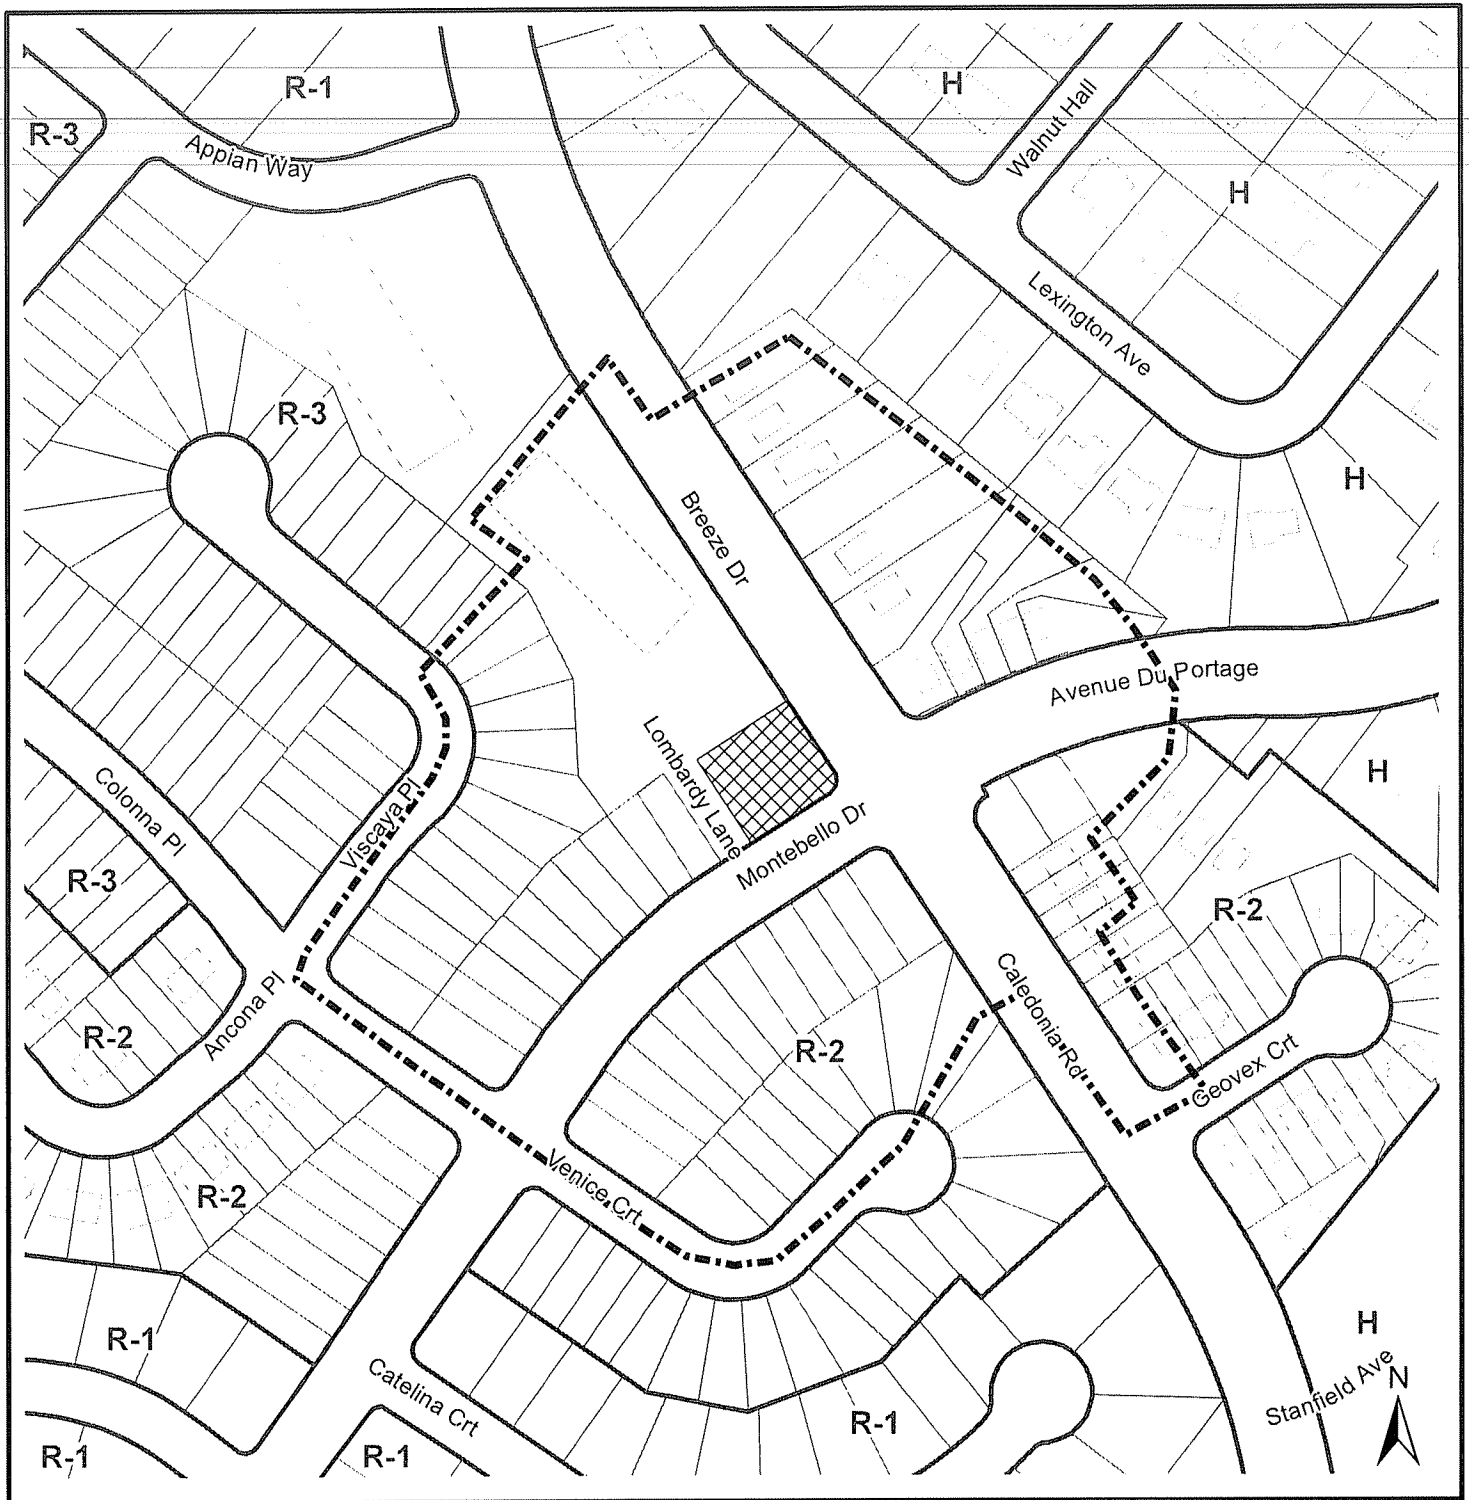 R-1
H
R-3
Walnut Hall
Appian Way
H
Lexington Ave
R-3
H
Breeze Dr
Avenue Du Portage
Lombardy Lane
H
Colonna Pl
Viscaya Pl
Montebello Dr
R-3
R-2
Caledonia Rd
Ancona Pl
R-2
R-2
Geovex Crt
Venice Crt
R-2
R-1
H
Catelina Crt
Stanfield Ave
N
R-1
R-1
R-1